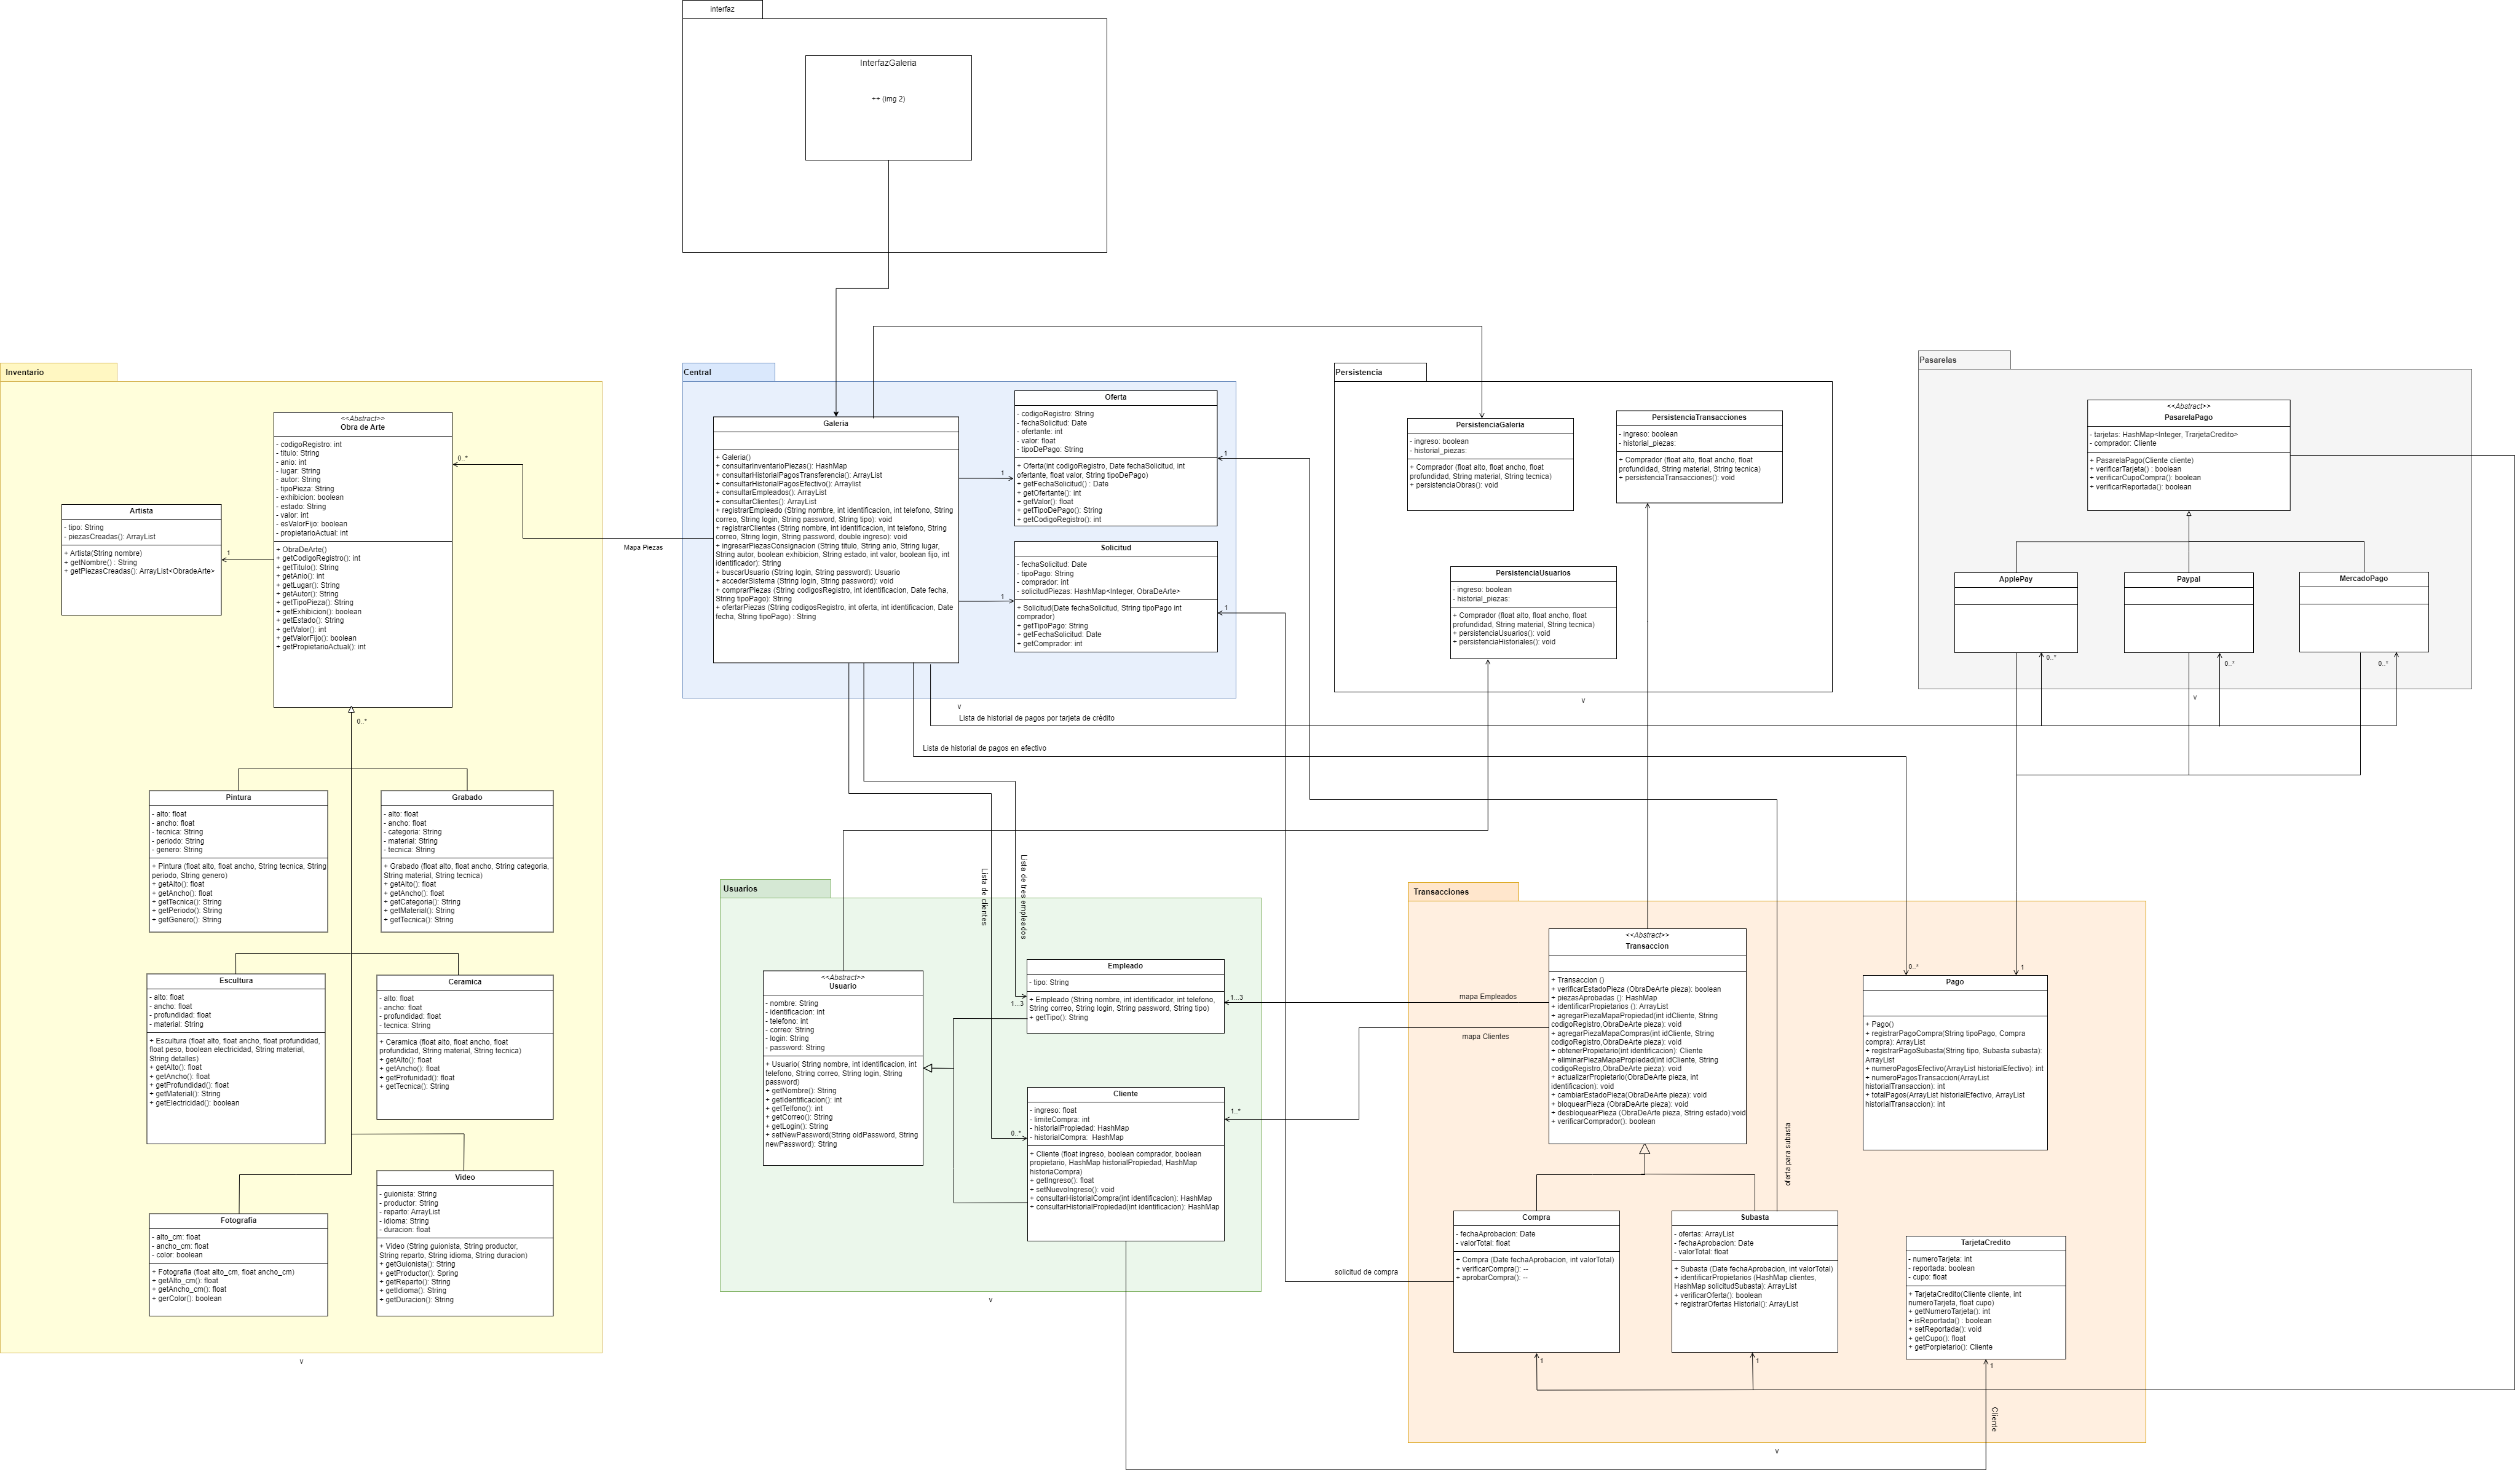 interfaz
InterfazGaleria
++ (img 2)
Inventario
<<Abstract>>
Obra de Arte
- codigoRegistro: int
- titulo: String
- anio: int
- lugar: String
- autor: String
- tipoPieza: String
- exhibicion: boolean
- estado: String
- valor: int
- esValorFijo: boolean
- propietarioActual: int
+ ObraDeArte()
+ getCodigoRegistro(): int
+ getTitulo(): String
+ getAnio(): int
+ getLugar(): String
+ getAutor(): String
+ getTipoPieza(): String
+ getExhibicion(): boolean
+ getEstado(): String
+ getValor(): int
+ getValorFijo(): boolean
+ getPropietarioActual(): int
0..*
0..*
Artista
- tipo: String
- piezasCreadas(): ArrayList
+ Artista(String nombre)
+ getNombre() : String
+ getPiezasCreadas(): ArrayList<ObradeArte>
1
Pintura
- alto: float
- ancho: float
- tecnica: String
- periodo: String
- genero: String
+ Pintura (float alto, float ancho, String tecnica, String
periodo, String genero)
+ getAlto(): float
+ getAncho(): float
+ getTecnica(): String
+ getPeriodo(): String
+ getGenero(): String
Grabado
- alto: float
- ancho: float
- categoria: String
- material: String
- tecnica: String
+ Grabado (float alto, float ancho, String categoria,
String material, String tecnica)
+ getAlto(): float
+ getAncho(): float
+ getCategoria(): String
+ getMaterial(): String
+ getTecnica(): String
Escultura
- alto: float
- ancho: float
- profundidad: float
- material: String
+ Escultura (float alto, float ancho, float profundidad,
float peso, boolean electricidad, String material,
String detalles)
+ getAlto(): float
+ getAncho(): float
+ getProfundidad(): float
+ getMaterial(): String
+ getElectricidad(): boolean
Ceramica
- alto: float
- ancho: float
- profundidad: float
- tecnica: String
+ Ceramica (float alto, float ancho, float
profundidad, String material, String tecnica)
+ getAlto(): float
+ getAncho(): float
+ getProfunidad(): float
+ getTecnica(): String
Fotografía
- alto_cm: float
- ancho_cm: float
- color: boolean
+ Fotografia (float alto_cm, float ancho_cm)
+ getAlto_cm(): float
+ getAncho_cm(): float
+ gerColor(): boolean
Video
- guionista: String
- productor: String
- reparto: ArrayList
- idioma: String
- duracion: float
+ Video (String guionista, String productor,
String reparto, String idioma, String duracion)
+ getGuionista(): String
+ getProductor(): Spring
+ getReparto(): String
+ getIdioma(): String
+ getDuracion(): String
v
Mapa Piezas
Central
Galeria
+ Galeria()
+ consultarInventarioPiezas(): HashMap
+ consultarHistorialPagosTransferencia(): ArrayList
+ consultarHistorialPagosEfectivo(): Arraylist
+ consultarEmpleados(): ArrayList
+ consultarClientes(): ArrayList
+ registrarEmpleado (String nombre, int identificacion, int telefono, String
correo, String login, String password, String tipo): void
+ registrarClientes (String nombre, int identificacion, int telefono, String
correo, String login, String password, double ingreso): void
+ ingresarPiezasConsignacion (String titulo, String anio, String lugar,
String autor, boolean exhibicion, String estado, int valor, boolean fijo, int
identificador): String
+ buscarUsuario (String login, String password): Usuario
+ accederSistema (String login, String password): void
+ comprarPiezas (String codigosRegistro, int identificacion, Date fecha,
String tipoPago): String
+ ofertarPiezas (String codigosRegistro, int oferta, int identificacion, Date
fecha, String tipoPago) : String
Oferta
- codigoRegistro: String
- fechaSolicitud: Date
- ofertante: int
- valor: float
- tipoDePago: String
+ Oferta(int codigoRegistro, Date fechaSolicitud, int
ofertante, float valor, String tipoDePago)
+ getFechaSolicitud() : Date
+ getOfertante(): int
+ getValor(): float
+ getTipoDePago(): String
+ getCodigoRegistro(): int
1
1
Solicitud
- fechaSolicitud: Date
- tipoPago: String
- comprador: int
- solicitudPiezas: HashMap<Integer, ObraDeArte>
+ Solicitud(Date fechaSolicitud, String tipoPago int
comprador)
+ getTipoPago: String
+ getFechaSolicitud: Date
+ getComprador: int
1
1
v
Lista de historial de pagos por tarjeta de crédito
Lista de historial de pagos en efectivo
Persistencia
PersistenciaGaleria
- ingreso: boolean
- historial_piezas:
+ Comprador (float alto, float ancho, float
profundidad, String material, String tecnica)
+ persistenciaObras(): void
PersistenciaTransacciones
- ingreso: boolean
- historial_piezas:
+ Comprador (float alto, float ancho, float
profundidad, String material, String tecnica)
+ persistenciaTransacciones(): void
PersistenciaUsuarios
- ingreso: boolean
- historial_piezas:
+ Comprador (float alto, float ancho, float
profundidad, String material, String tecnica)
+ persistenciaUsuarios(): void
+ persistenciaHistoriales(): void
v
Pasarelas
<<Abstract>>
PasarelaPago
- tarjetas: HashMap<Integer, TrarjetaCredito>
- comprador: Cliente
+ PasarelaPago(Cliente cliente)
+ verificarTarjeta() : boolean
+ verificarCupoCompra(): boolean
+ verificarReportada(): boolean
ApplePay
Paypal
MercadoPago
0..*
0..*
0..*
v
Usuarios
Lista de clientes
Lista de tres empleados
<<Abstract>>
Usuario
- nombre: String
- identificacion: int
- telefono: int
- correo: String
- login: String
- password: String
+ Usuario( String nombre, int identificacion, int
telefono, String correo, String login, String
password)
+ getNombre(): String
+ getIdentificacion(): int
+ getTelfono(): int
+ getCorreo(): String
+ getLogin(): String
+ setNewPassword(String oldPassword, String
newPassword): String
Empleado
- tipo: String
+ Empleado (String nombre, int identificador, int telefono,
String correo, String login, String password, String tipo)
+ getTipo(): String
1...3
1...3
Cliente
- ingreso: float
- limiteCompra: int
- historialPropiedad: HashMap
- historialCompra: HashMap
+ Cliente (float ingreso, boolean comprador, boolean
propietario, HashMap historialPropiedad, HashMap
historiaCompra)
+ getIngreso(): float
+ setNuevoIngreso(): void
+ consultarHistorialCompra(int identificacion): HashMap
+ consultarHistorialPropiedad(int identificacion): HashMap
0..*
1..*
v
Transacciones
mapa Empleados
mapa Clientes
<<Abstract>>
Transaccion
+ Transaccion ()
+ verificarEstadoPieza (ObraDeArte pieza): boolean
+ piezasAprobadas (): HashMap
+ identificarPropietarios (): ArrayList
+ agregarPiezaMapaPropiedad(int idCliente, String
codigoRegistro,ObraDeArte pieza): void
+ agregarPiezaMapaCompras(int idCliente, String
codigoRegistro,ObraDeArte pieza): void
+ obtenerPropietario(int identificacion): Cliente
+ eliminarPiezaMapaPropiedad(int idCliente, String
codigoRegistro,ObraDeArte pieza): void
+ actualizarPropietario(ObraDeArte pieza, int
identificacion): void
+ cambiarEstadoPieza(ObraDeArte pieza): void
+ bloquearPieza (ObraDeArte pieza): void
+ desbloquearPieza (ObraDeArte pieza, String estado):void
+ verificarComprador(): boolean
Pago
+ Pago()
+ registrarPagoCompra(String tipoPago, Compra
compra): ArrayList
+ registrarPagoSubasta(String tipo, Subasta subasta):
ArrayList
+ numeroPagosEfectivo(ArrayList historialEfectivo): int
+ numeroPagosTransaccion(ArrayList
historialTransaccion): int
+ totalPagos(ArrayList historialEfectivo, ArrayList
historialTransaccion): int
0..*
1
oferta para subasta
Compra
- fechaAprobacion: Date
- valorTotal: float
+ Compra (Date fechaAprobacion, int valorTotal)
+ verificarCompra(): --
+ aprobarCompra(): --
solicitud de compra
1
Subasta
- ofertas: ArrayList
- fechaAprobacion: Date
- valorTotal: float
+ Subasta (Date fechaAprobacion, int valorTotal)
+ identificarPropietarios (HashMap clientes,
HashMap solicitudSubasta): ArrayList
+ verificarOferta(): boolean
+ registrarOfertas Historial(): ArrayList
1
TarjetaCredito
- numeroTarjeta: int
- reportada: boolean
- cupo: float
+ TarjetaCredito(Cliente cliente, int
numeroTarjeta, float cupo)
+ getNumeroTarjeta(): int
+ isReportada() : boolean
+ setReportada(): void
+ getCupo(): float
+ getPorpietario(): Cliente
1
Cliente
v